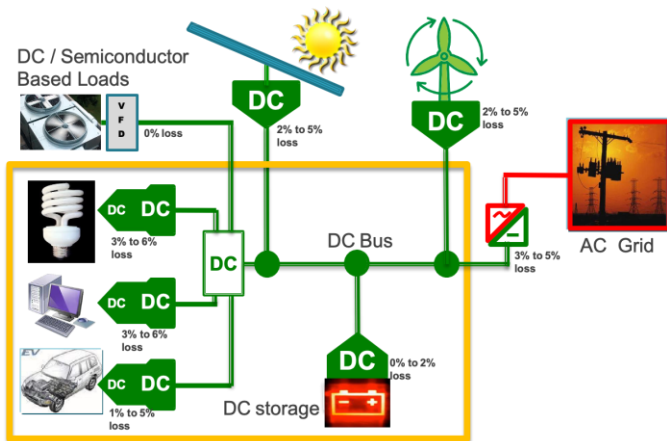 DC / Semiconductor
Based Loads
V
F
D
0% loss
DC
2% to 5%
loss
DC
2% to 5%
loss
AC Grid
3% to 5%
loss
DC Bus
DC
DC DC
3% to 6%
loss
DC DC
3% to 6%
loss
EV
DC DC
1% to 5%
loss
DC
0% to 2%
loss
DC storage